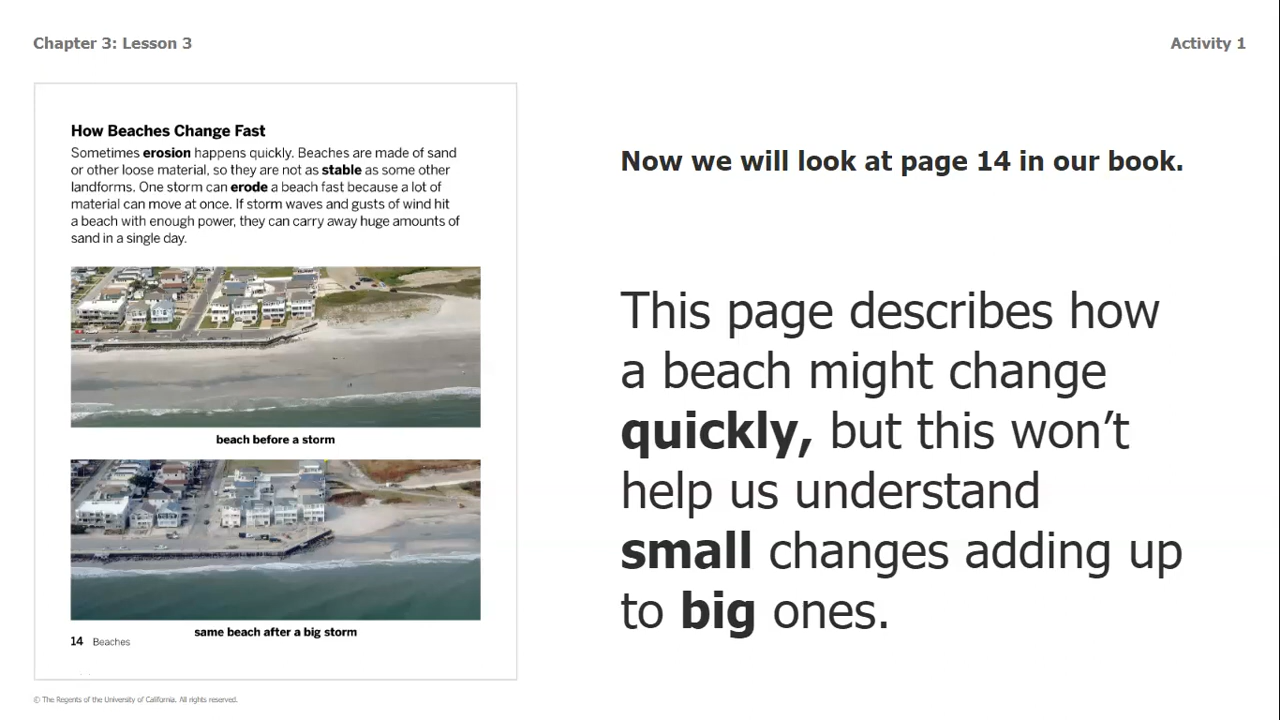 Chapter 3: Lesson 3
Activity 1
How Beaches Change Fast
Sometimes erosion happens quickly. Beaches are made of sand
or other loose material, so they are not as stable as some other
landforms. One storm can erode a beach fast because a lot of
material can move at once. If storm waves and gusts of wind hit
a beach with enough power, they can carry away huge amounts of
sand in a single day.
beach before a storm
same beach after a big storm
14 Beaches
Now we will look at page 14 in our book.
This page describes how
a beach might change
quickly, but this won’t
help us understand
small changes adding up
to big ones.
© The Regents of the University of California. All rights reserved.